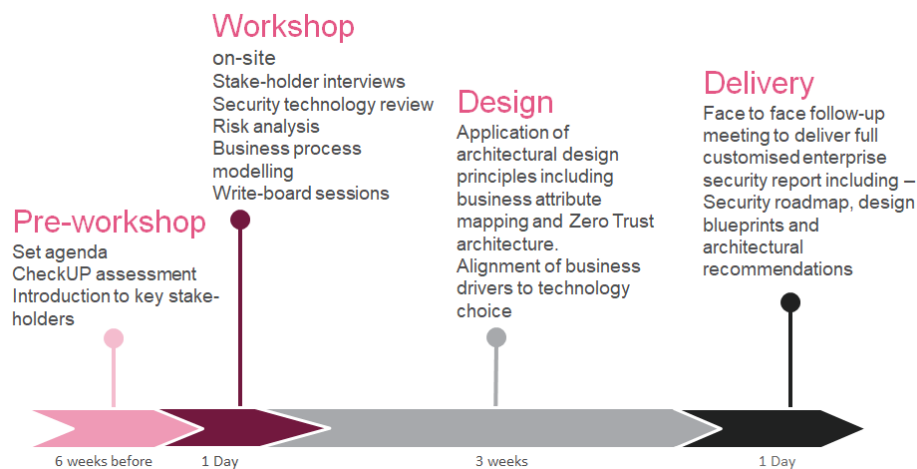 Pre-workshop
Set agenda
CheckUP assessment
Introduction to key stake-
holders
Workshop
on-site
Stake-holder interviews
Security technology review
Risk analysis
Business process
modelling
Write-board sessions
Design
Application of
architectural design
principles including
business attribute
mapping and Zero Trust
architecture.
Alignment of business
drivers to technology
choice
Delivery
Face to face follow-up
meeting to deliver full
customised enterprise
security report including –
Security roadmap, design
blueprints and
architectural
recommendations
6 weeks before
1 Day
3 weeks
1 Day